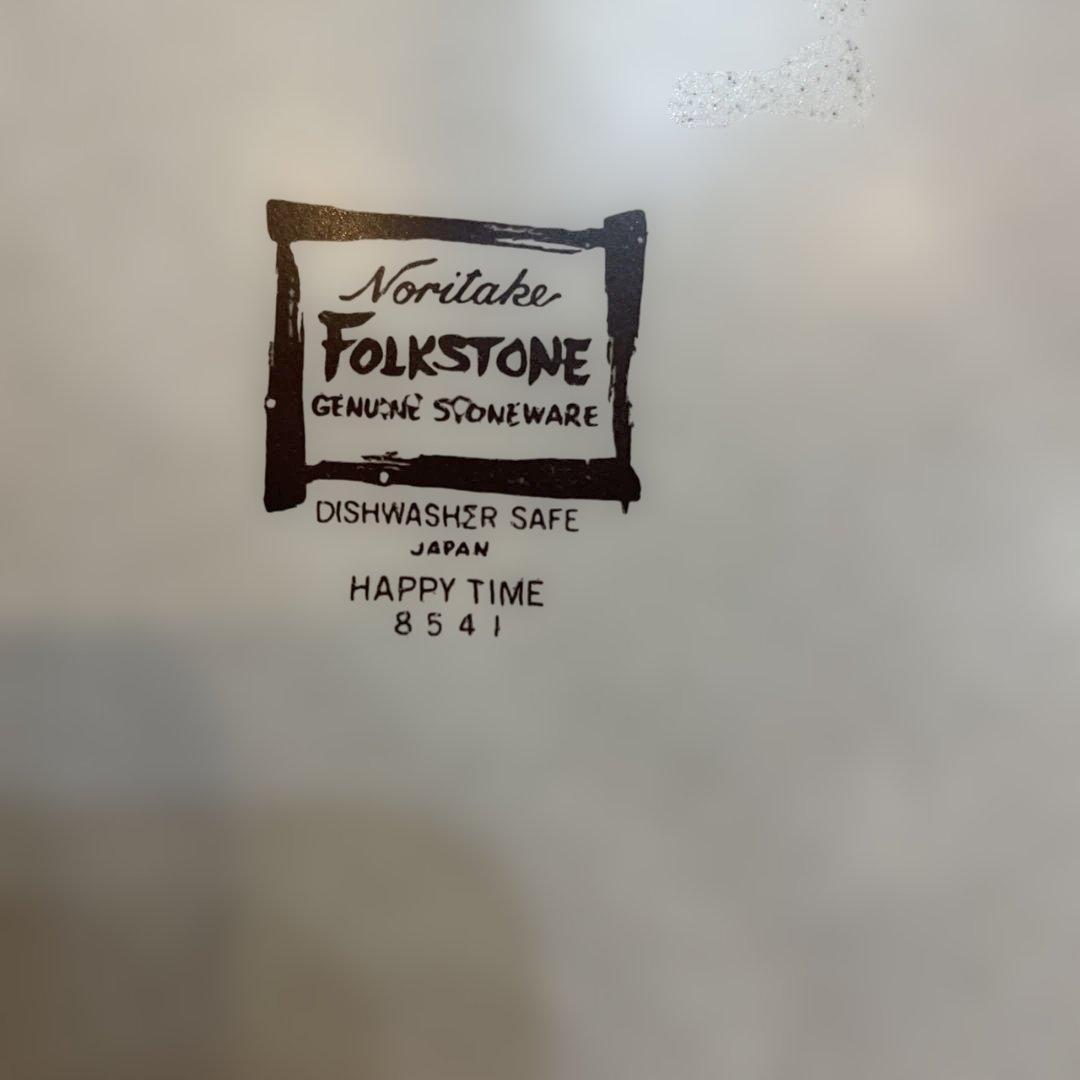 Noritake
FOLKSTONE
GENUINE STONEWARE
DISHWASHER SAFE
JAPAN
HAPPY TIME
8541